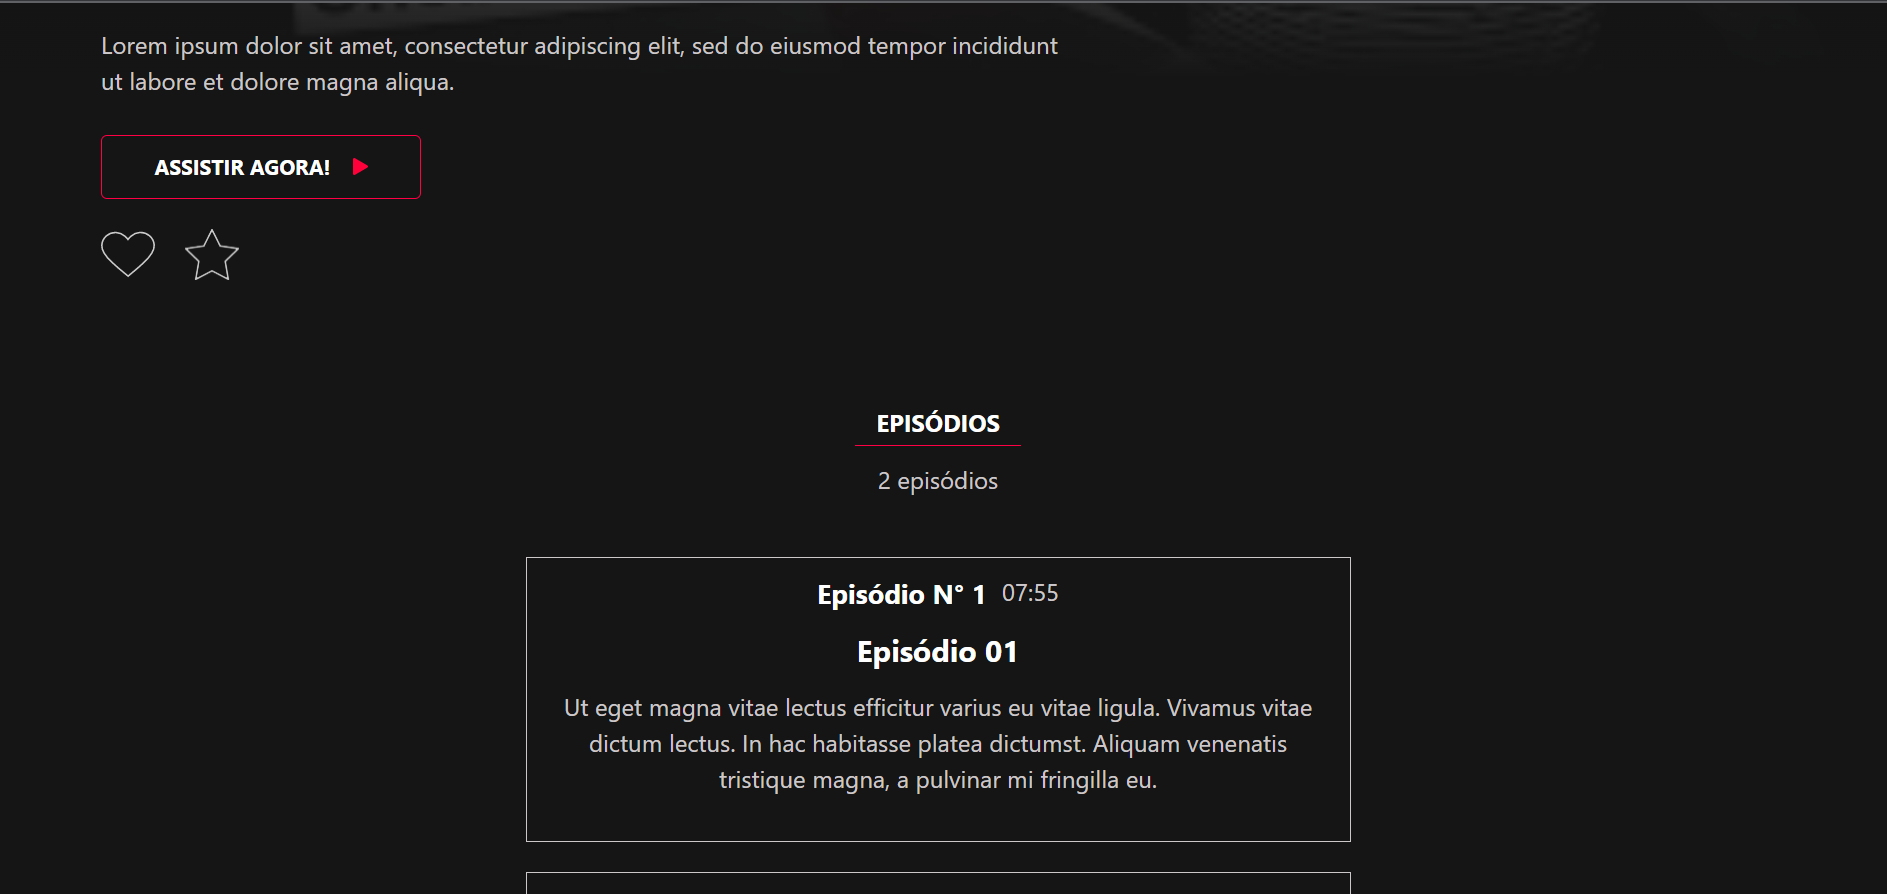 Lorem ipsum dolor sit amet, consectetur adipiscing elit, sed do eiusmod tempor incididunt
ut labore et dolore magna aliqua.
ASSISTIR AGORA!
EPISÓDIOS
2 episódios
Episódio N° 1 07:55
Episódio 01
Ut eget magna vitae lectus efficitur varius eu vitae ligula. Vivamus vitae
dictum lectus. In hac habitasse platea dictumst. Aliquam venenatis
tristique magna, a pulvinar mi fringilla eu.